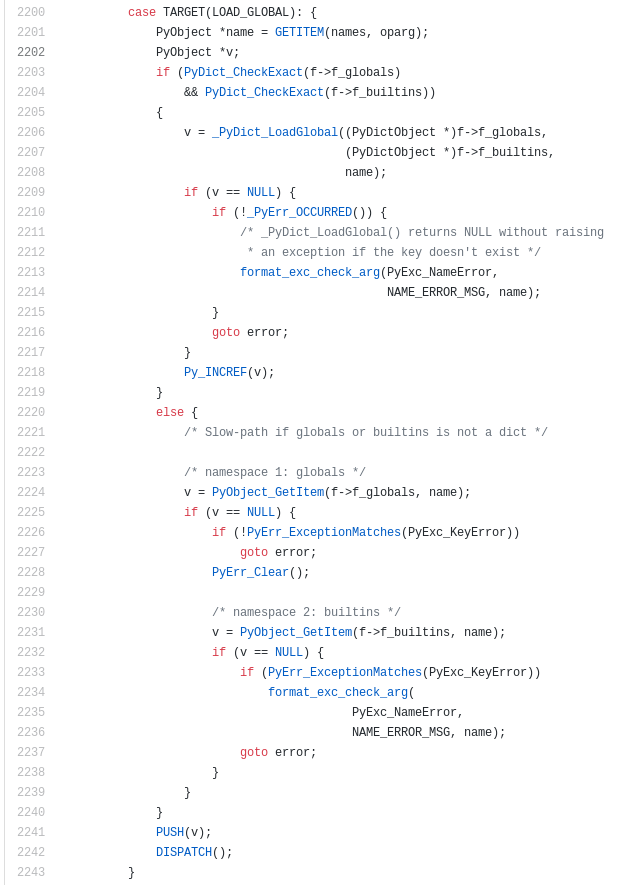 2200 case TARGET(LOAD_GLOBAL): {
2201 PyObject *name = GETITEM(names, oparg);
2202 PyObject *v;
2203 if (PyDict_CheckExact(f->f_globals)
2204 && PyDict_CheckExact(f->f_builtins))
2205 {
2206 v = _PyDict_LoadGlobal((PyDictObject *)f->f_globals,
2207 (PyDictObject *)f->f_builtins,
2208 name);
2209 if (v == NULL) {
2210 if (!_PyErr_OCCURRED()) {
2211 /* _PyDict_LoadGlobal() returns NULL without raising
2212 * an exception if the key doesn't exist */
2213 format_exc_check_arg(PyExc_NameError,
2214 NAME_ERROR_MSG, name);
2215 }
2216 goto error;
2217 }
2218 Py_INCREF(v);
2219 }
2220 else {
2221 /* Slow-path if globals or builtins is not a dict */
2222
2223 /* namespace 1: globals */
2224 v = PyObject_GetItem(f->f_globals, name);
2225 if (v == NULL) {
2226 if (!PyErr_ExceptionMatches(PyExc_KeyError))
2227 goto error;
2228 PyErr_Clear();
2229
2230 /* namespace 2: builtins */
2231 v = PyObject_GetItem(f->f_builtins, name);
2232 if (v == NULL) {
2233 if (PyErr_ExceptionMatches(PyExc_KeyError))
2234 format_exc_check_arg(
2235 PyExc_NameError,
2236 NAME_ERROR_MSG, name);
2237 goto error;
2238 }
2239 }
2240 }
2241 PUSH(v);
2242 DISPATCH();
2243 }